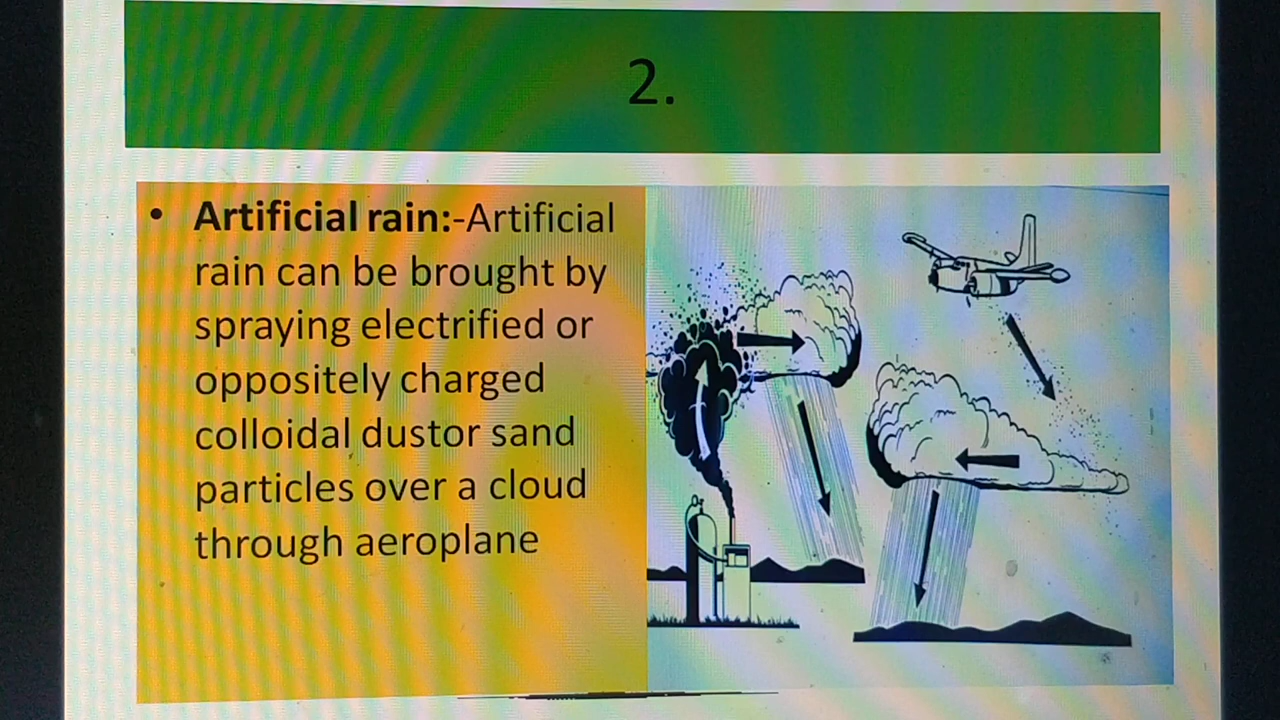 2.
• Artificial rain:-Artificial
rain can be brought by
spraying electrified or
oppositely charged
colloidal dustor sand
particles over a cloud
through aeroplane